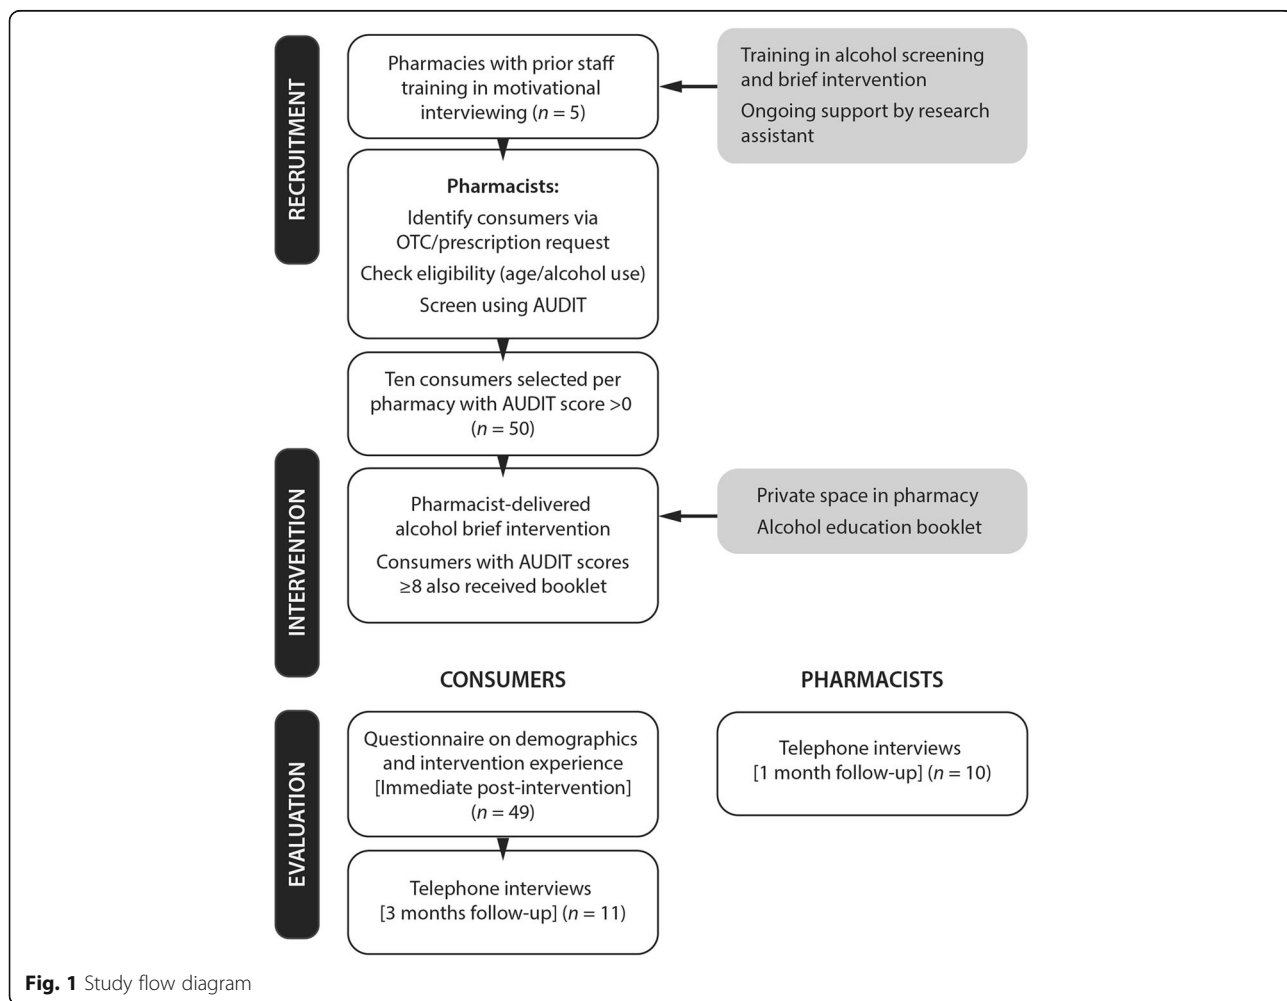 RECRUITMENT
Pharmacies with prior staff
training in motivational
interviewing (n = 5)
Training in alcohol screening
and brief intervention
Ongoing support by research
assistant
Pharmacists:
Identify consumers via
OTC/prescription request
Check eligibility (age/alcohol use)
Screen using AUDIT
Ten consumers selected per
pharmacy with AUDIT score >0
(n = 50)
INTERVENTION
Pharmacist-delivered
alcohol brief intervention
Consumers with AUDIT scores
≥8 also received booklet
Private space in pharmacy
Alcohol education booklet
CONSUMERS
PHARMACISTS
EVALUATION
Questionnaire on demographics
and intervention experience
[Immediate post-intervention]
(n = 49)
Telephone interviews
[1 month follow-up] (n = 10)
Telephone interviews
[3 months follow-up] (n = 11)
Fig. 1 Study flow diagram